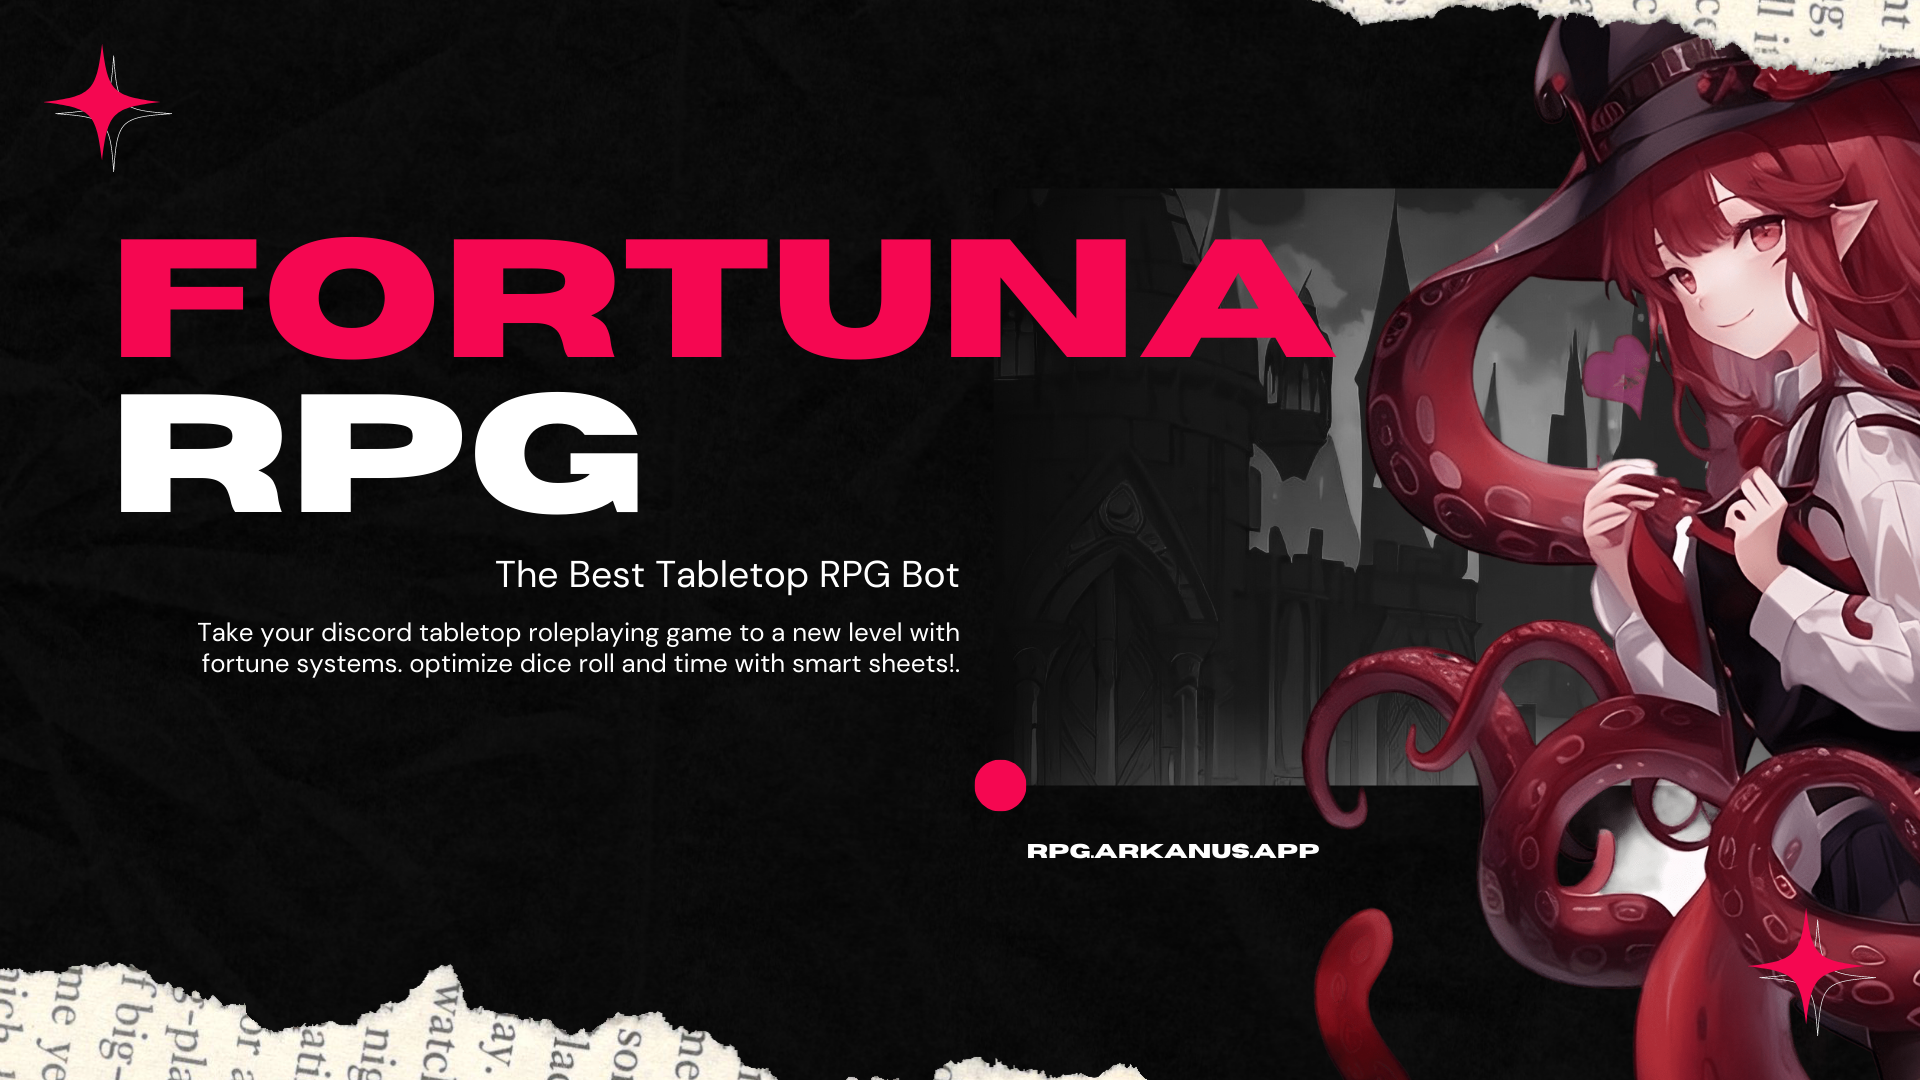 FORTUNA
RPG
The Best Tabletop RPG Bot
Take your discord tabletop roleplaying game to a new level with
fortune systems. optimize dice roll and time with smart sheets!.
RPG.ARKANUS.APP